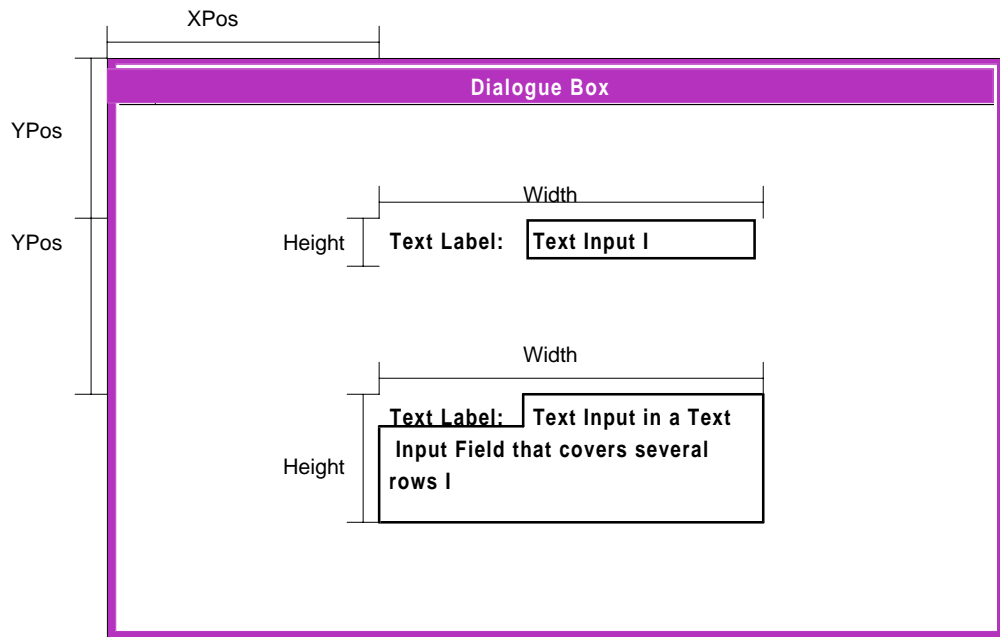 XPos
Dialogue Box
YPos
Width
YPos
Height
Text Label:
Text Input I
Width
Text Label:
Text Input in a Text
Input Field that covers several
rows I
Height